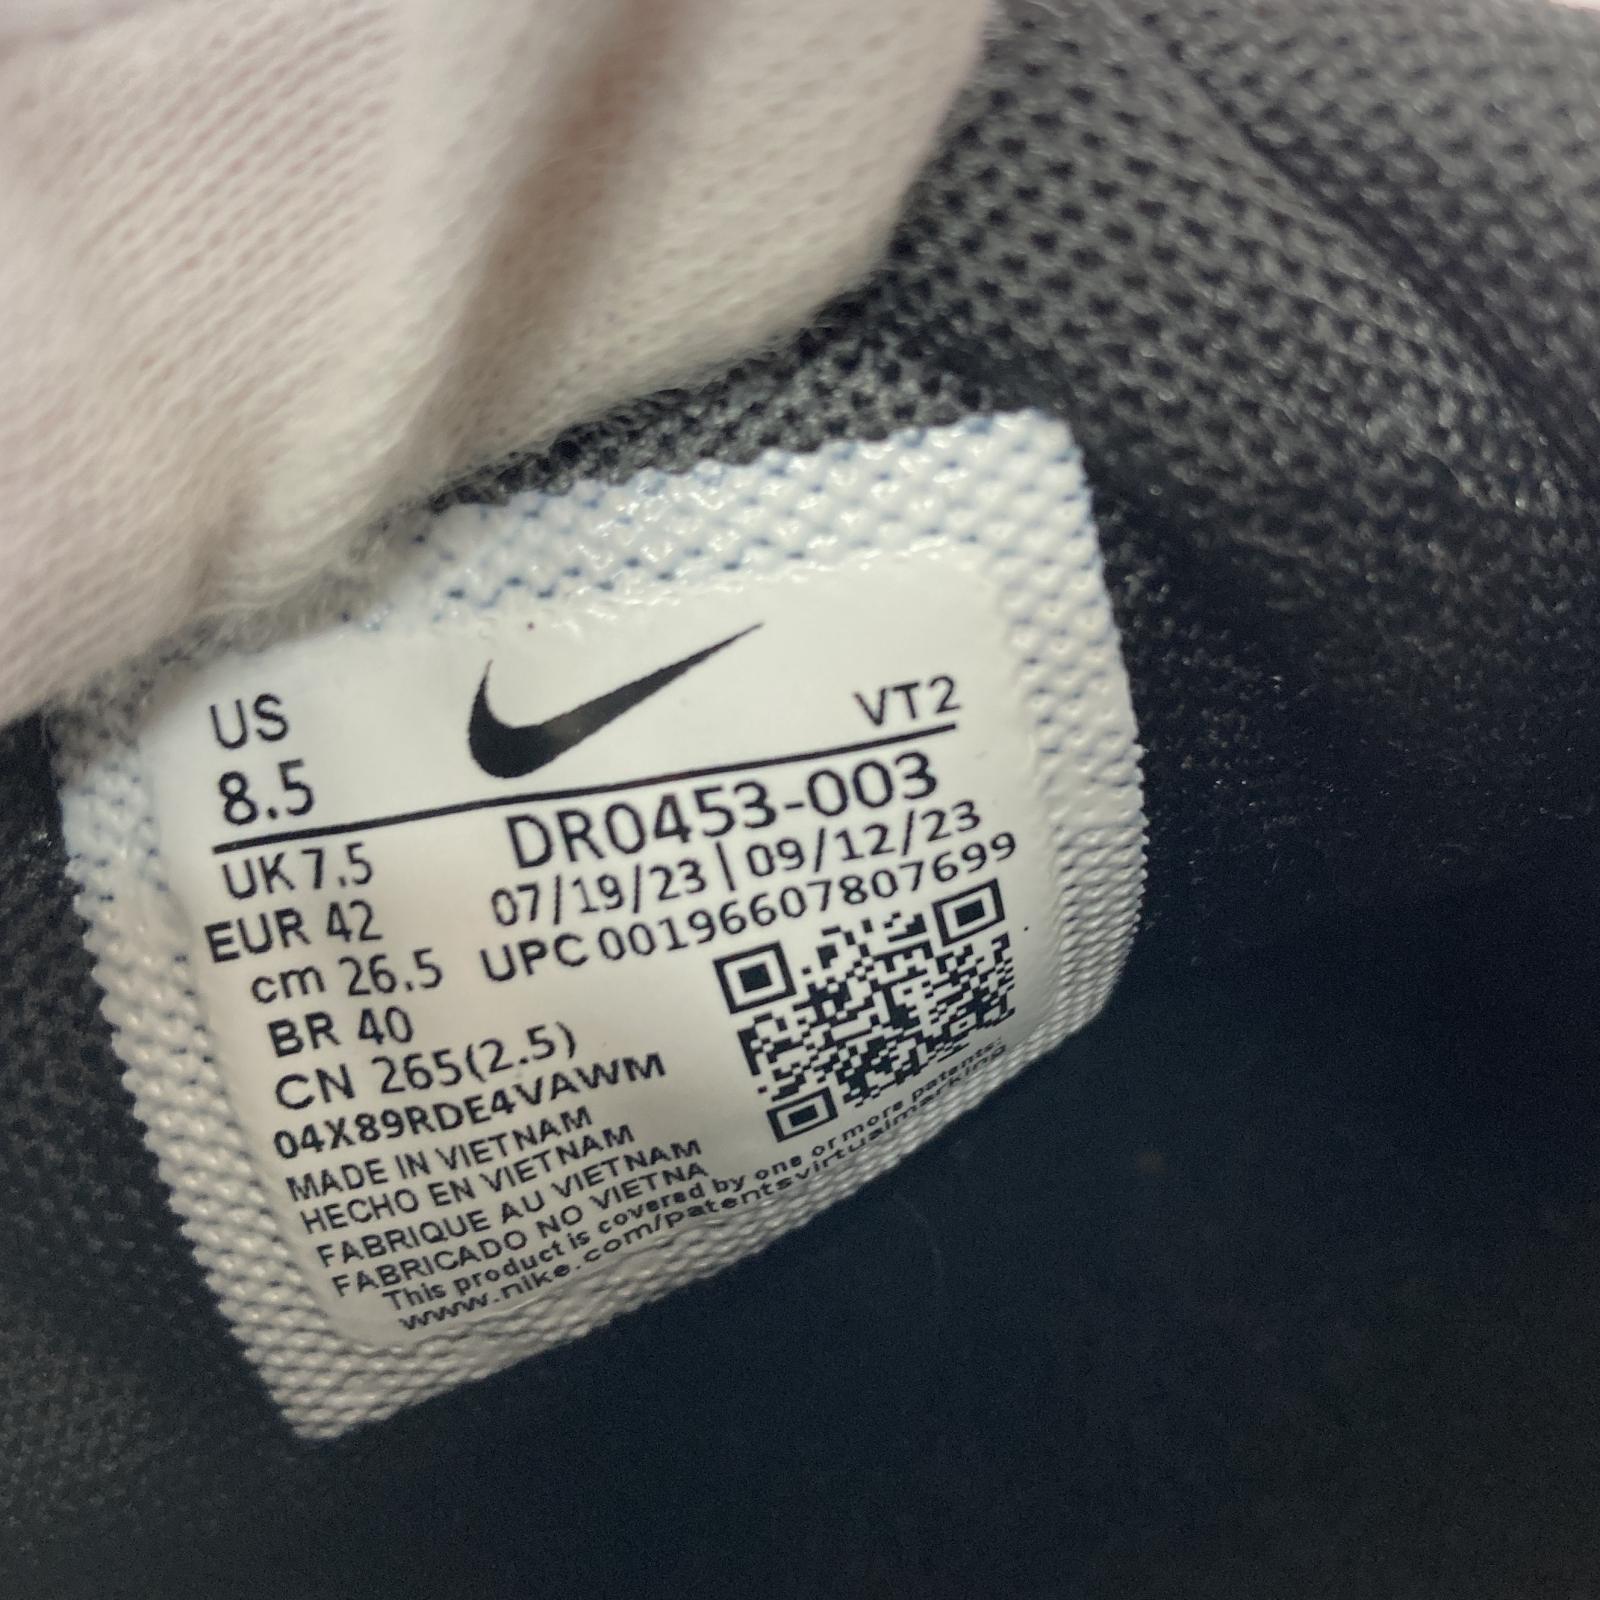 US
8.5
VT2
DR0453-003
UK 7.5
07/19/23 | 09/12/23
EUR 42
UPC 00196607807699
cm 26.5
BR 40
CN 265(2.5)
04X89RDE4VAWM
MADE IN VIETNAM
HECHO EN VIETNAM
FABRIQUE AU VIETNAM
FABRICADO NO VIETNA
This product is covered by one or more patents:
www.nike.com/patentsvirtualmarking